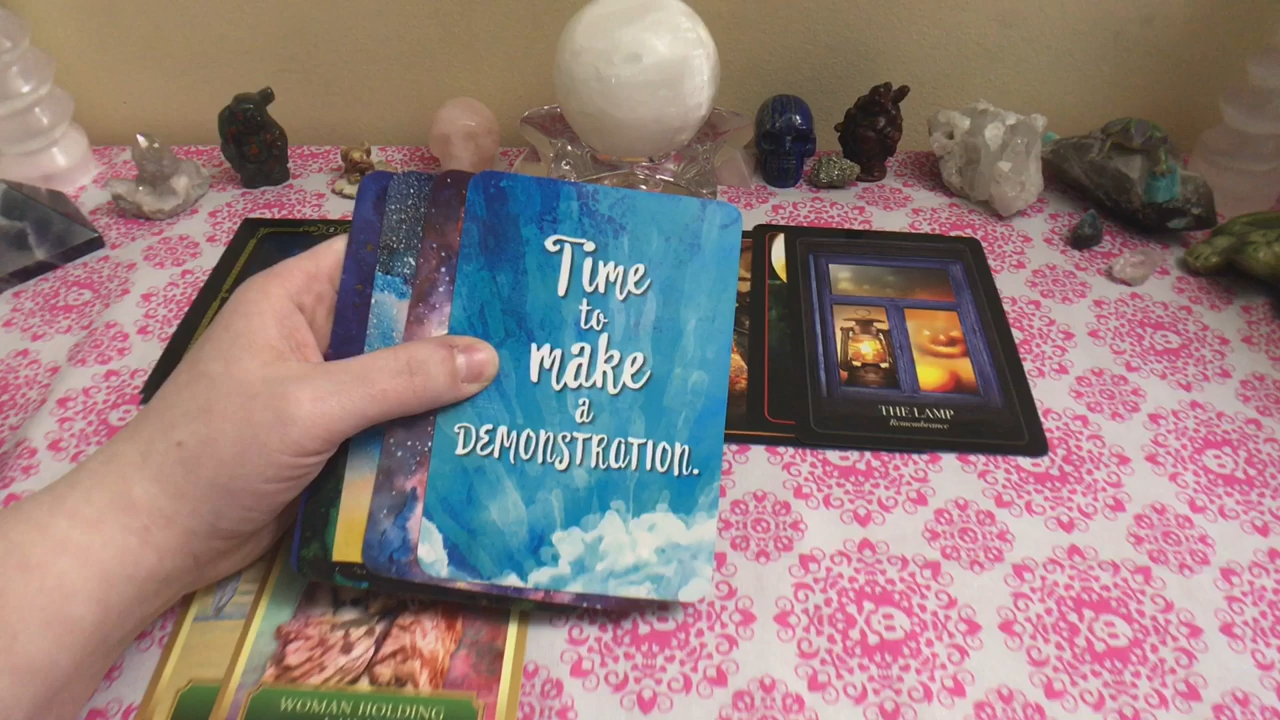 Time
to
make
a
DEMONSTRATION.
THE LAMP
Remembrance
WOMAN HOLDING